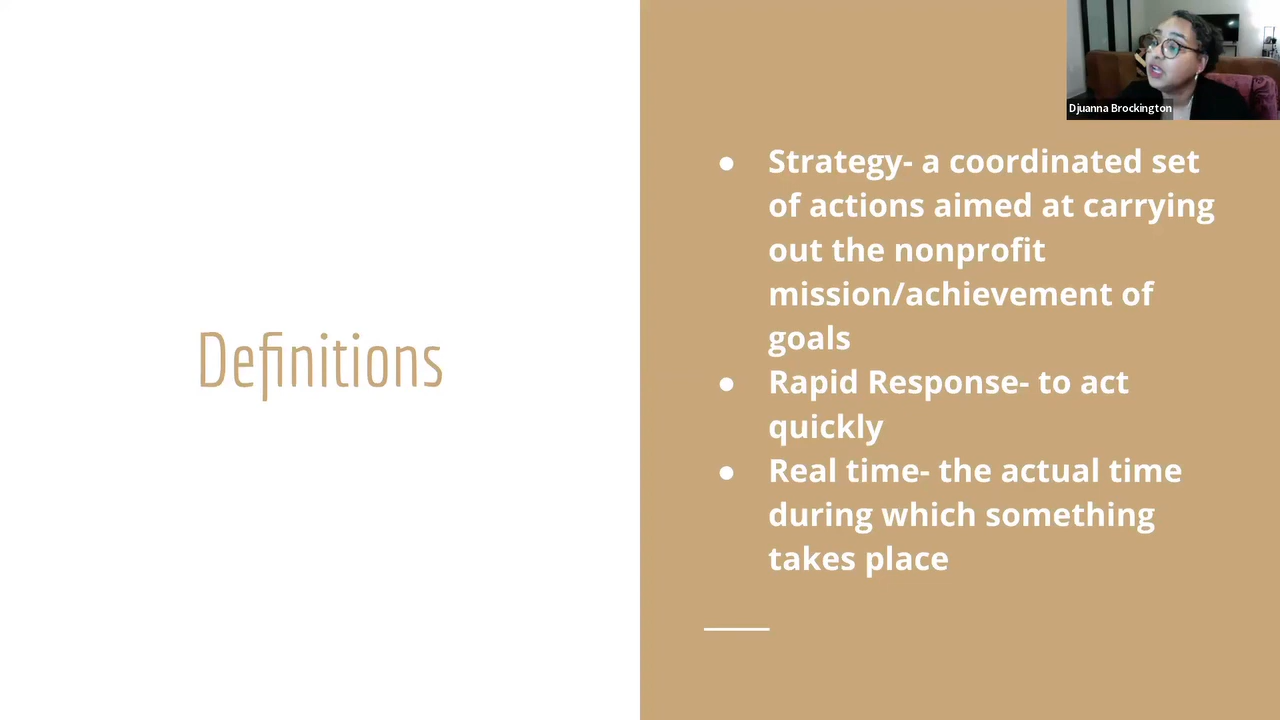 Djuanna Brockington
Definitions
● Strategy- a coordinated set
of actions aimed at carrying
out the nonprofit
mission/achievement of
goals
● Rapid Response- to act
quickly
● Real time- the actual time
during which something
takes place